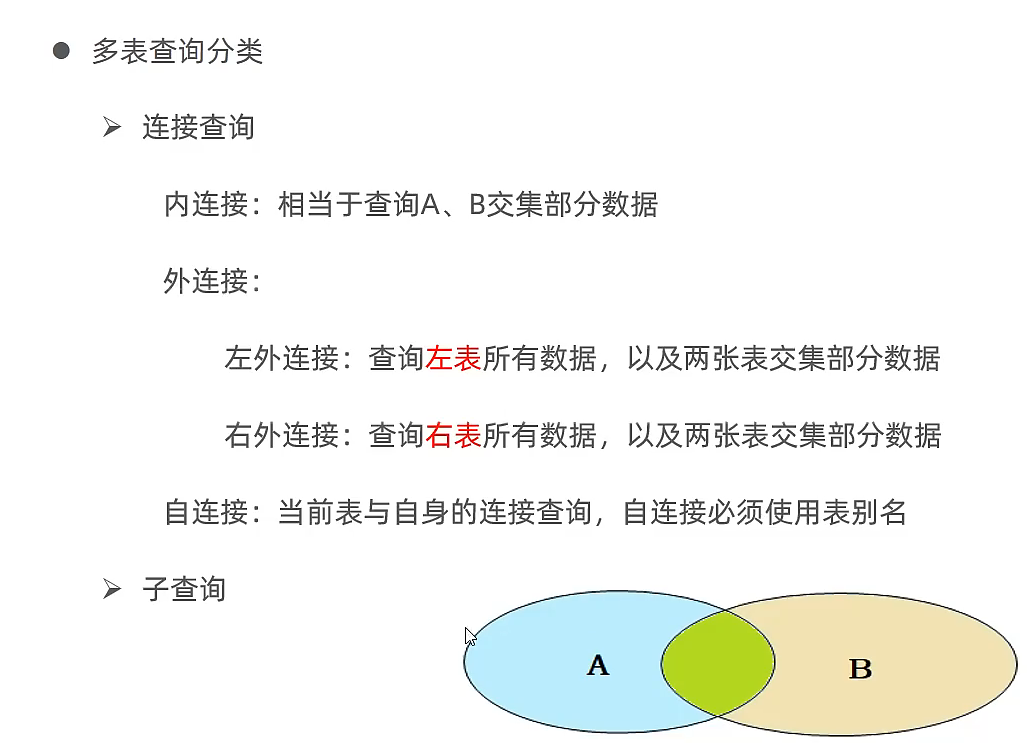 多表查询分类
连接查询
内连接：相当于查询A、B交集部分数据
外连接：
左外连接：查询左表所有数据，以及两张表交集部分数据
右外连接：查询右表所有数据，以及两张表交集部分数据
自连接：当前表与自身的连接查询，自连接必须使用表别名
子查询
A
B